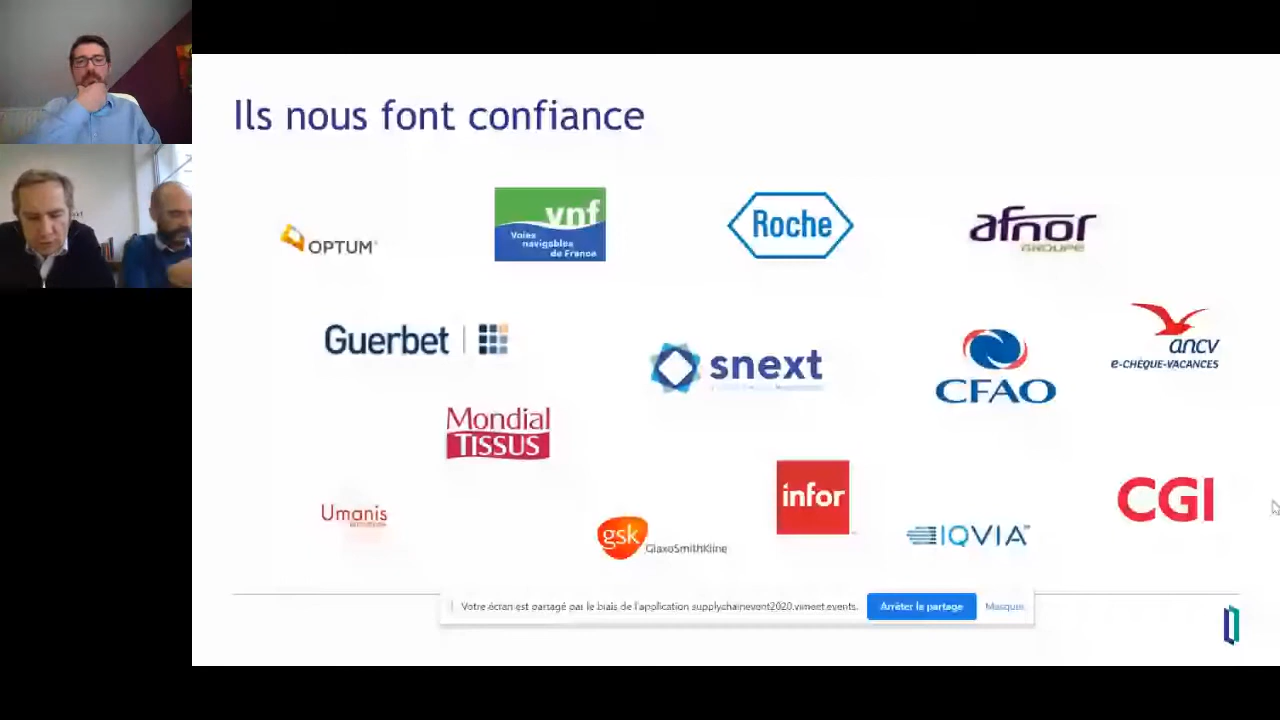 Ils nous font confiance
OPTUM®
vnf
Voies
navigables
de France
Roche
afnor
GROUPE
Guerbet
snext
CFAO
ancv
e-CHÈQUE-VACANCES
Mondial
TISSUS
Umanis
gsk
GlaxoSmithKline
infor
IQVIA™
CGI
Votre écran est partagé par le biais de l'application supplychainevent2020.vimeet.events.
Arrêter le partage
Masquer